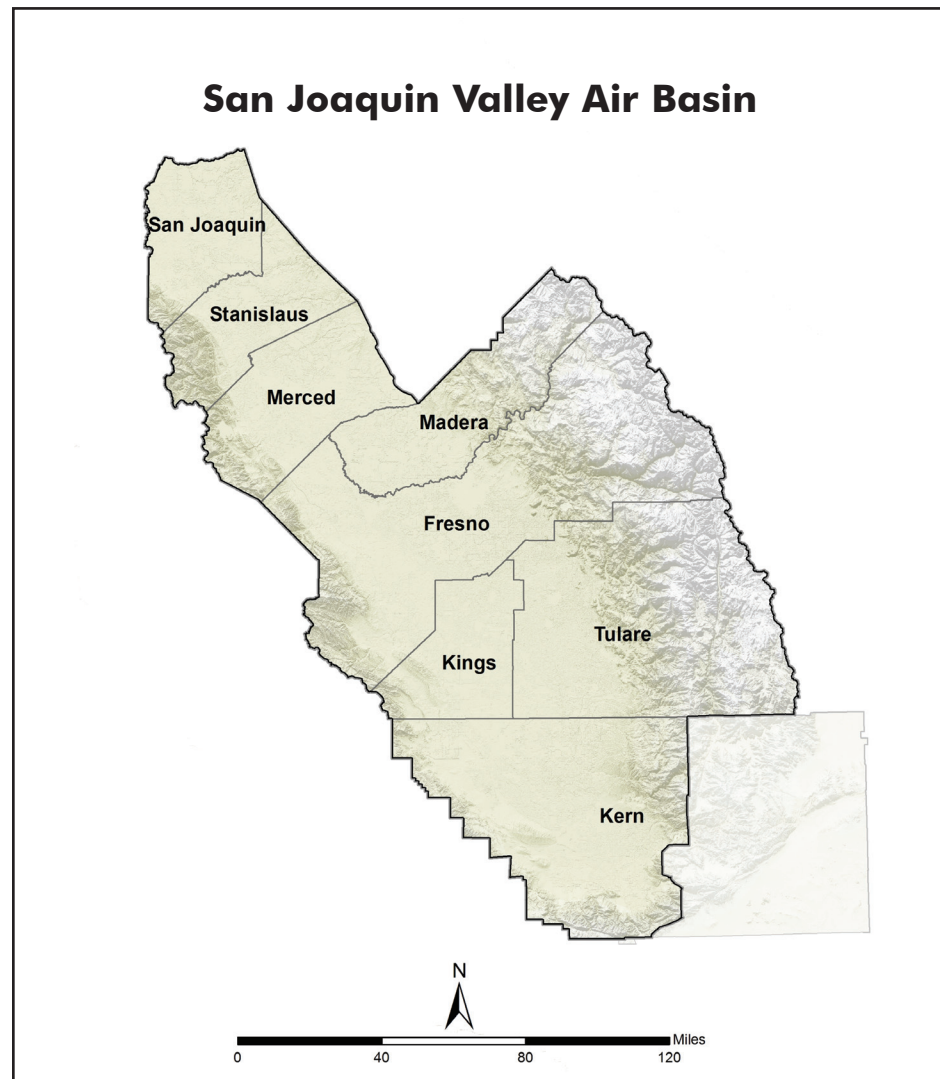 San Joaquin Valley Air Basin
San Joaquin
Stanislaus
Merced
Madera
Fresno
Tulare
Kings
Kern
N
Miles
0 40 80 120